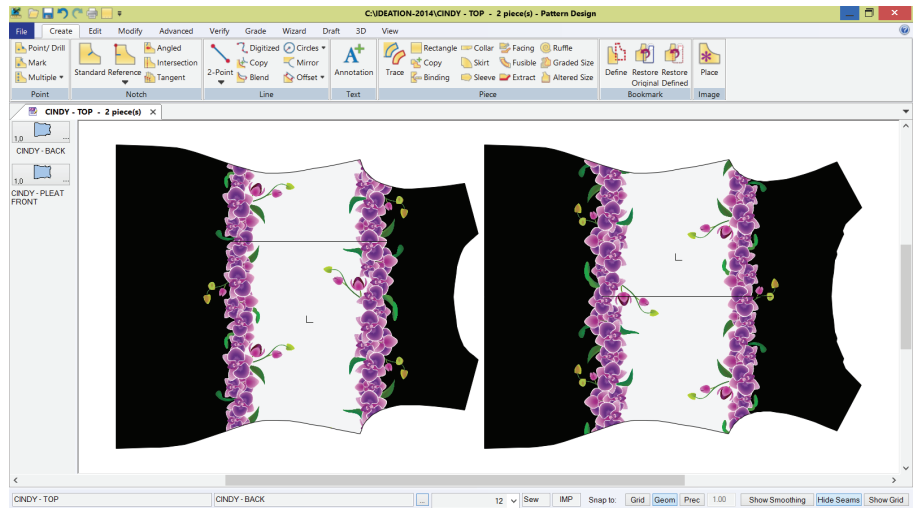 C:\IDEATION-2014\CINDY - TOP - 2 piece(s) - Pattern Design
File Create Edit Modify Advanced Verify Grade Wizard Draft 3D View
Point/ Drill Angled Digitized Circles Rectangle Collar Facing Ruffle
Mark Intersection Copy Mirror Copy Skirt Fusible Graded Size
Multiple Standard Reference Tangent 2-Point Blend Offset Annotation Trace Binding Sleeve Extract Altered Size Define Restore Original Restore Defined Place
Point Notch Line Text Piece Bookmark Image
CINDY - TOP - 2 piece(s) X
1,0 ...
CINDY - BACK
1,0 ...
CINDY - PLEAT
FRONT
CINDY - TOP CINDY - BACK ... 12 Sew IMP Snap to: Grid Geom Prec 1.00 Show Smoothing Hide Seams Show Grid